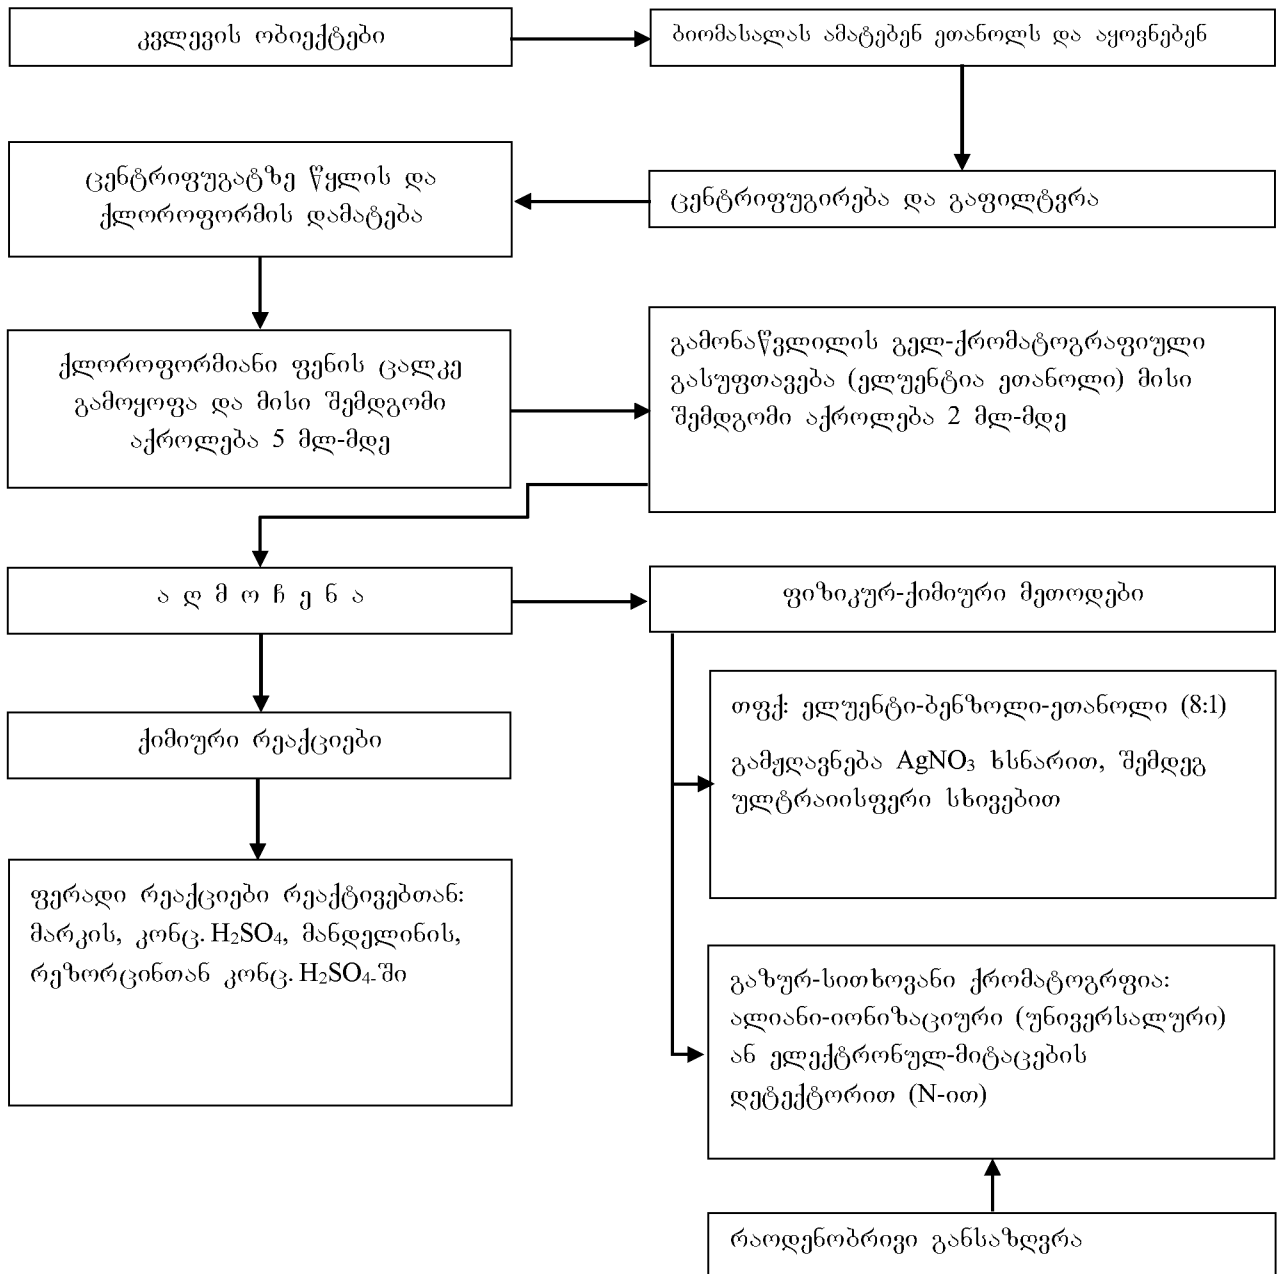 კვლევის ობიექტები
ბიომასალას ამატებენ ეთანოლს და აყოვნებენ
ცენტრიფუგირება და გაფილტვრა
ცენტრიფუგატზე წყლის და
ქლოროფორმის დამატება
ქლოროფორმიანი ფენის ცალკე
გამოყოფა და მისი შემდგომი
აქროლება 5 მლ-მდე
გამონაწვლილის გელ-ქრომატოგრაფიული
გასუფთავება (ელუენტია ეთანოლი) მისი
შემდგომი აქროლება 2 მლ-მდე
ა ღ მ ო ჩ ე ნ ა
ფიზიკურ-ქიმიური მეთოდები
ქიმიური რეაქციები
თფქ: ელუენტი-ბენზოლი-ეთანოლი (8:1)
გამჟღავნება AgNO₃ ხსნარით, შემდეგ
ულტრაიისფერი სხივებით
ფერადი რეაქციები რეაქტივებთან:
მარკის, კონც. H₂SO₄, მანდელინის,
რეზორცინთან კონც. H₂SO₄-ში
გაზურ-სითხოვანი ქრომატოგრფია:
ალიანი-იონიზაციური (უნივერსალური)
ან ელექტრონულ-მიტაცების
დეტექტორით (N-ით)
რაოდენობრივი განსაზღვრა